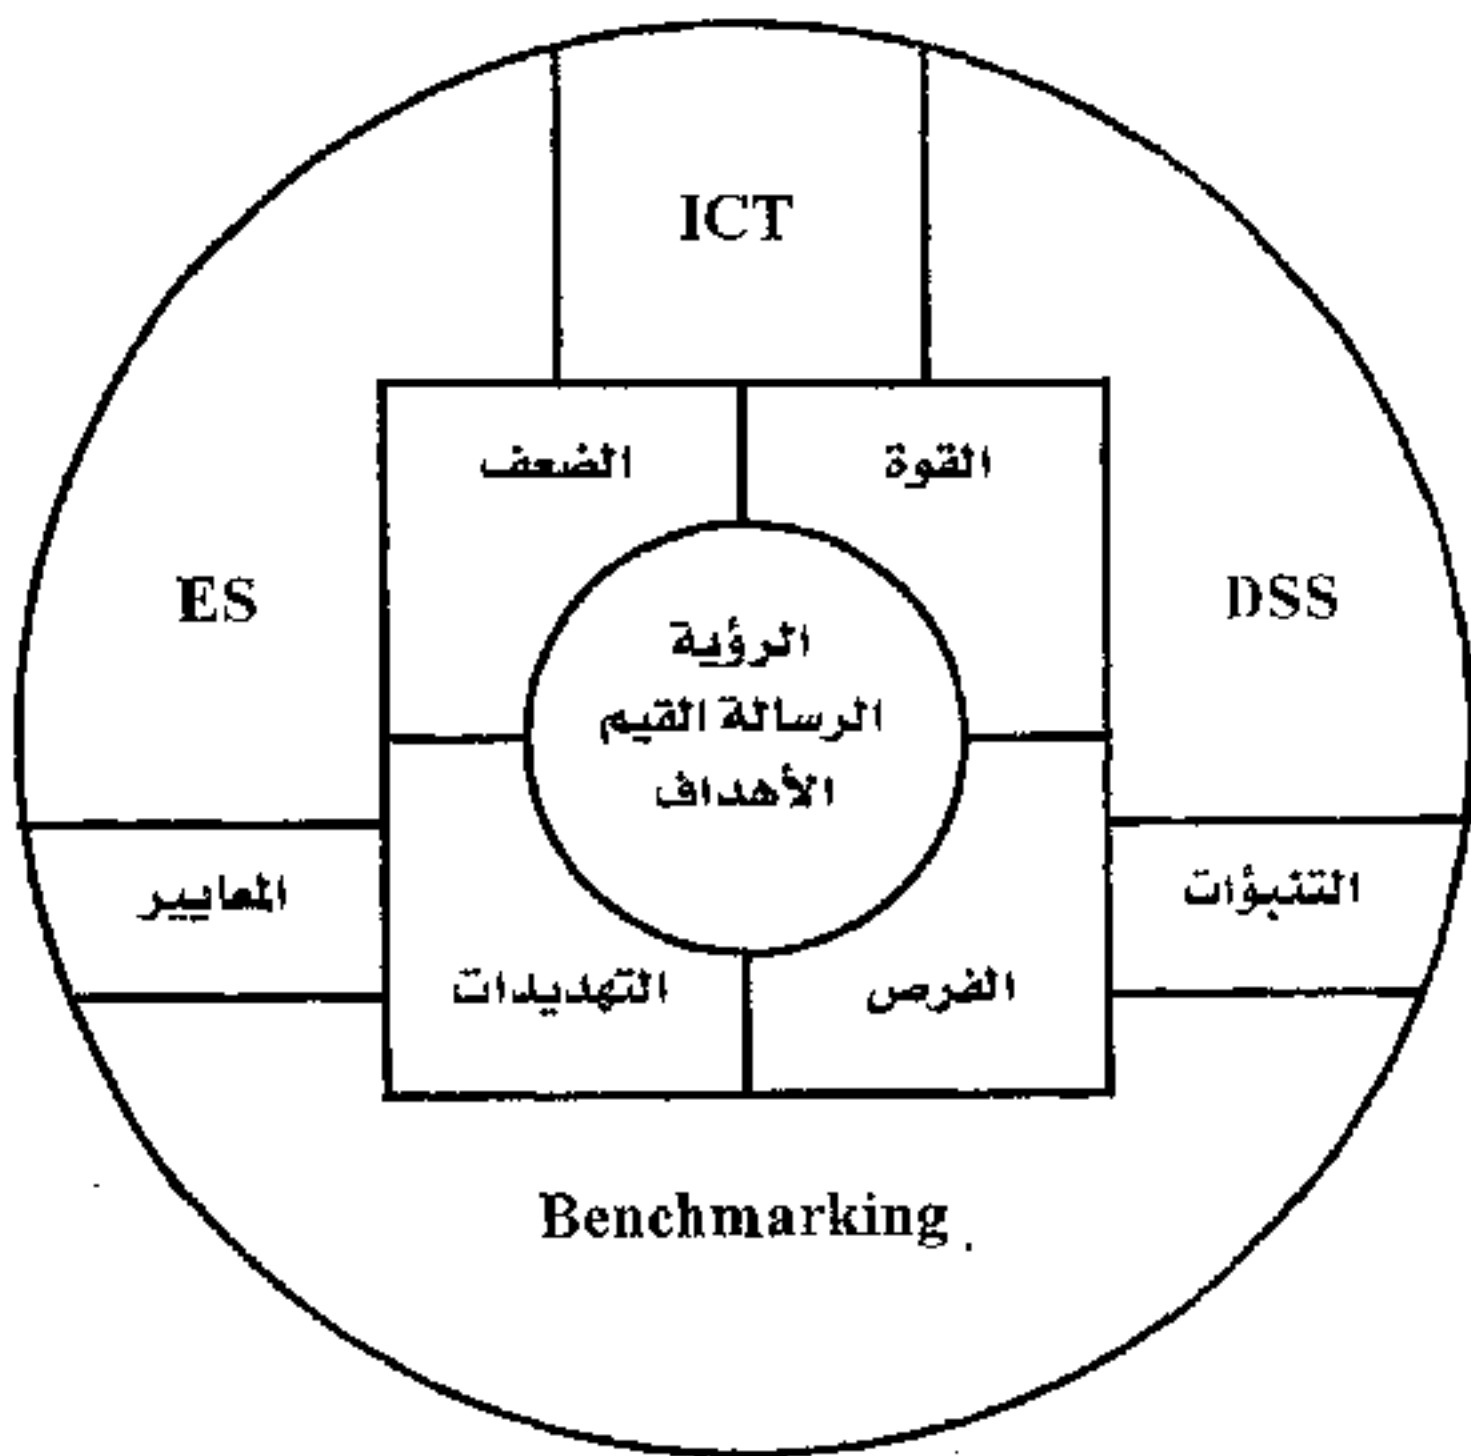 ICT
القوة
الضعف
DSS
ES
الرؤية
الرسالة القيم
الأهداف
التنبؤات
المعايير
الفرص
التهديدات
Benchmarking